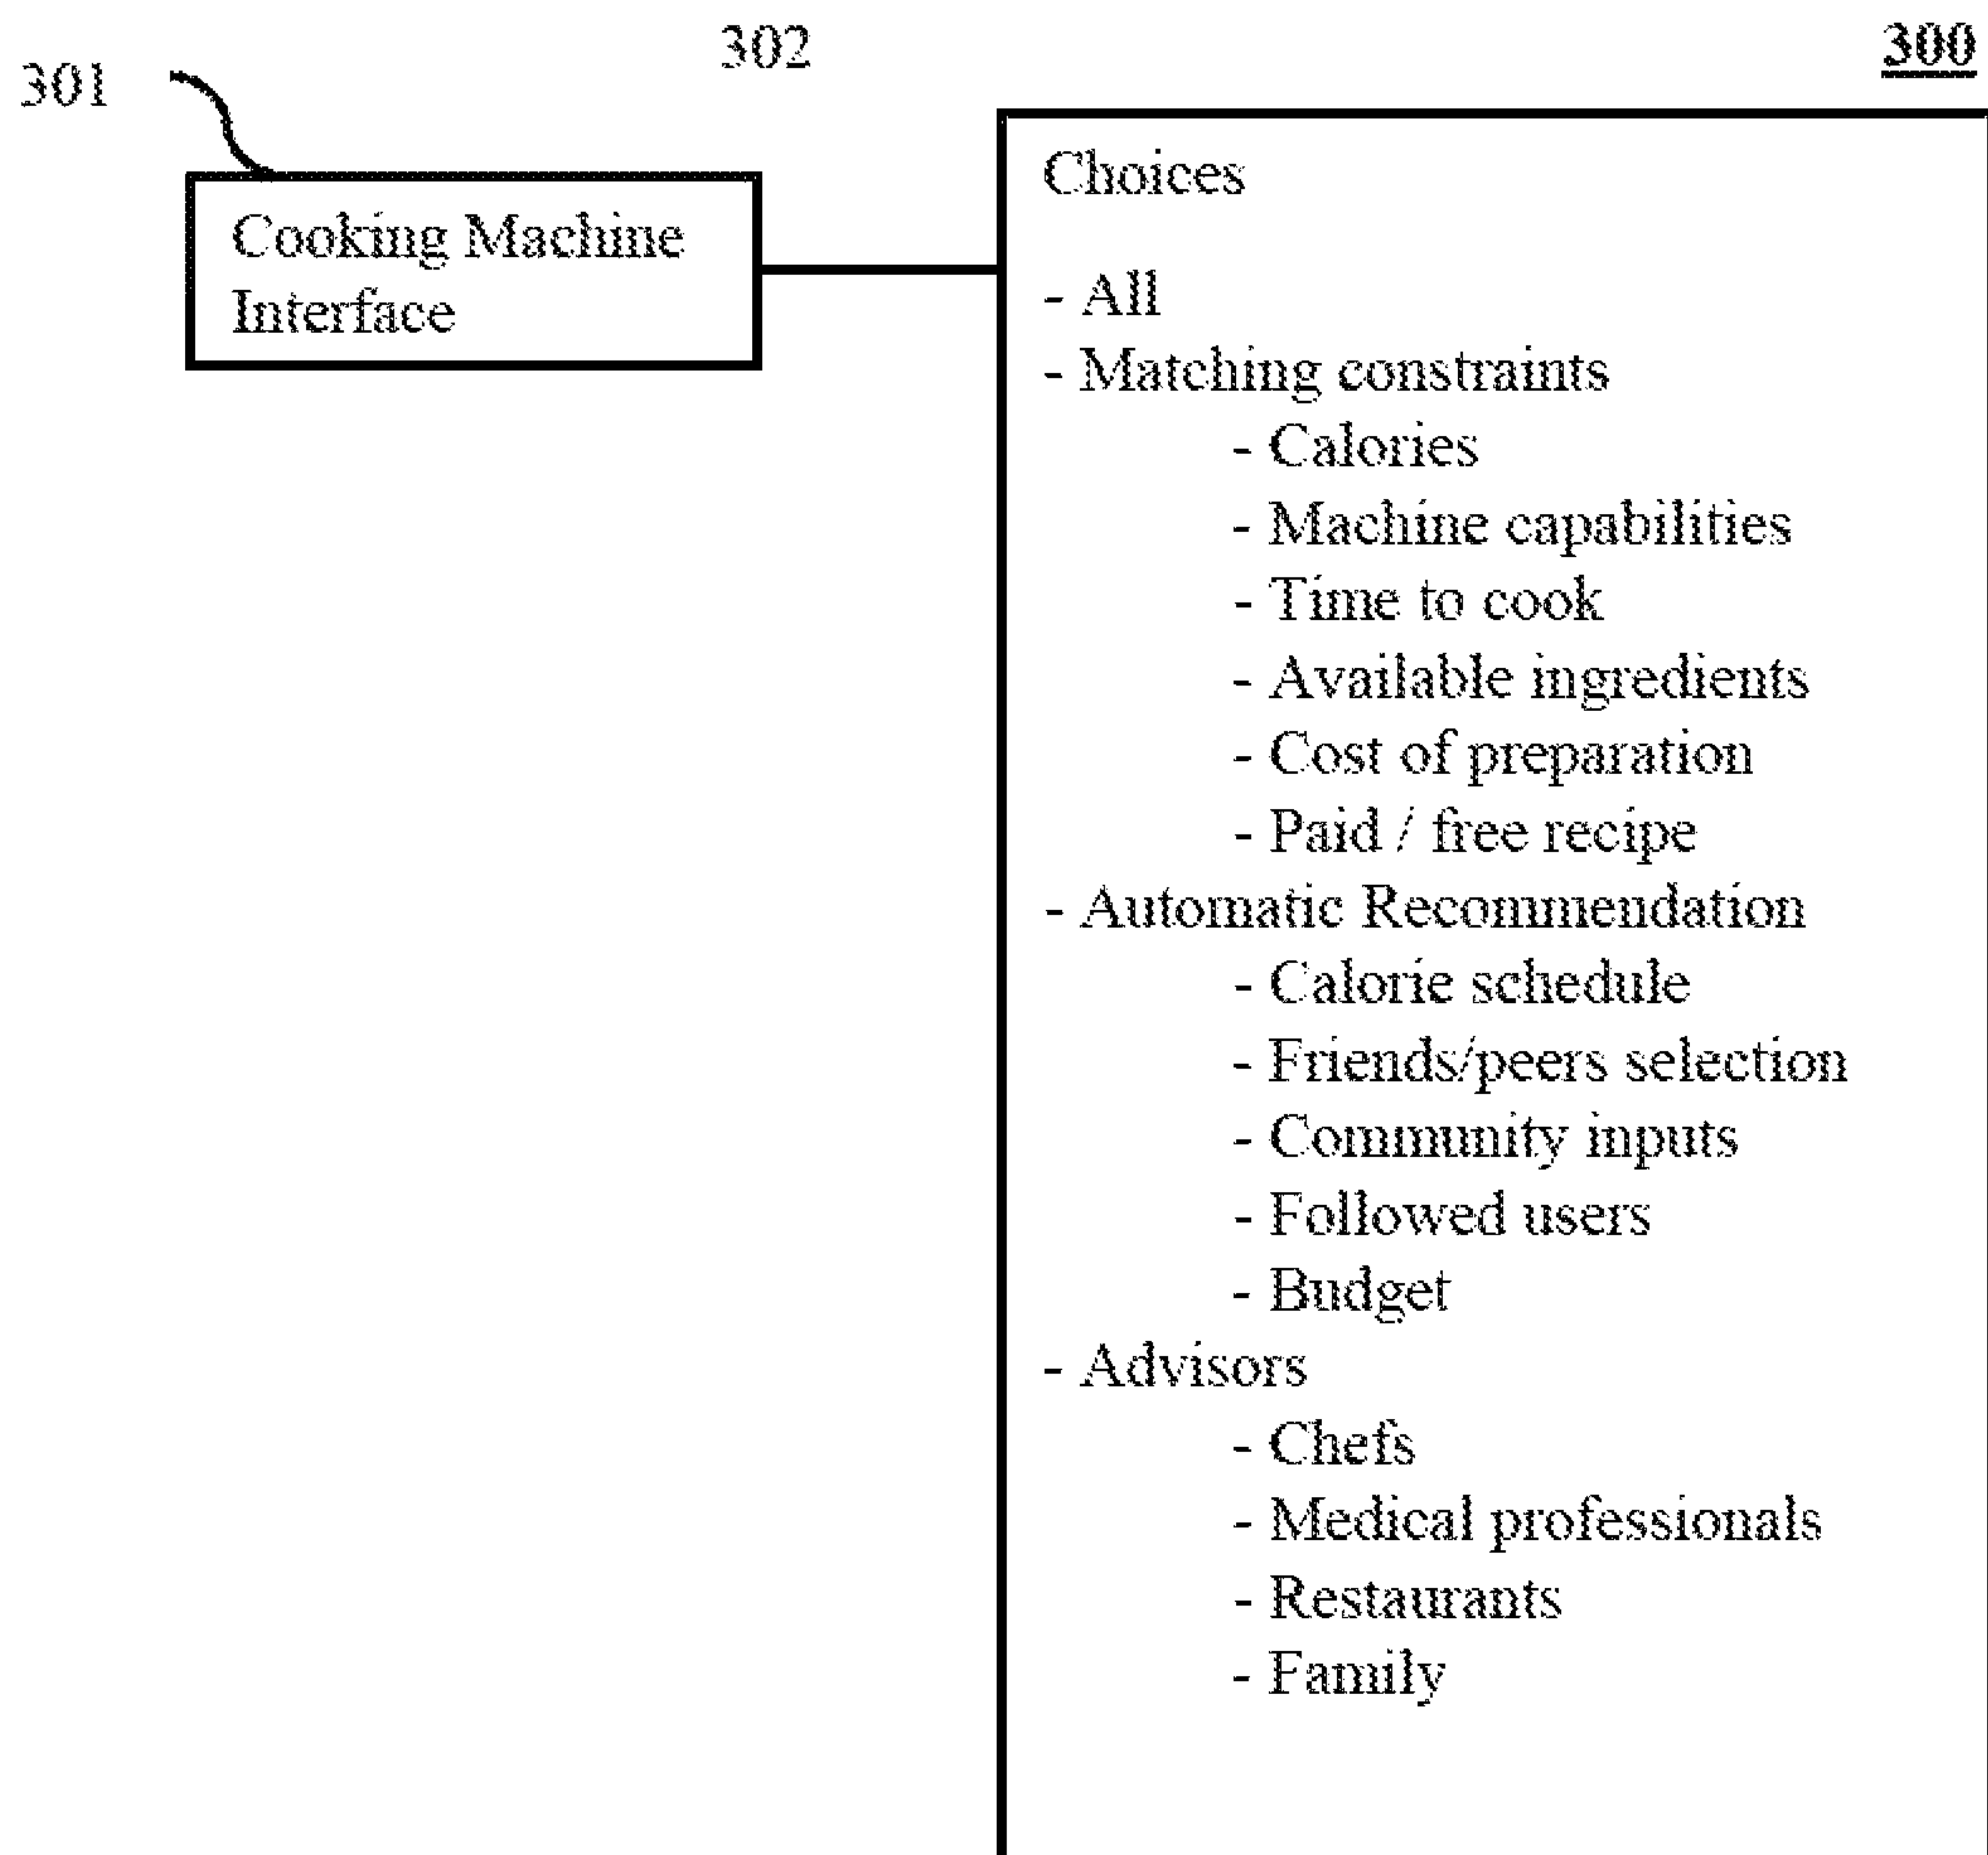 302
300
301
Cooking Machine
Interface
Choices
- All
- Matching constraints
- Calories
- Machine capabilities
- Time to cook
- Available ingredients
- Cost of preparation
- Paid / free recipe
- Automatic Recommendation
- Calorie schedule
- Friends/peers selection
- Community inputs
- Followed users
- Budget
- Advisors
- Chefs
- Medical professionals
- Restaurants
- Family